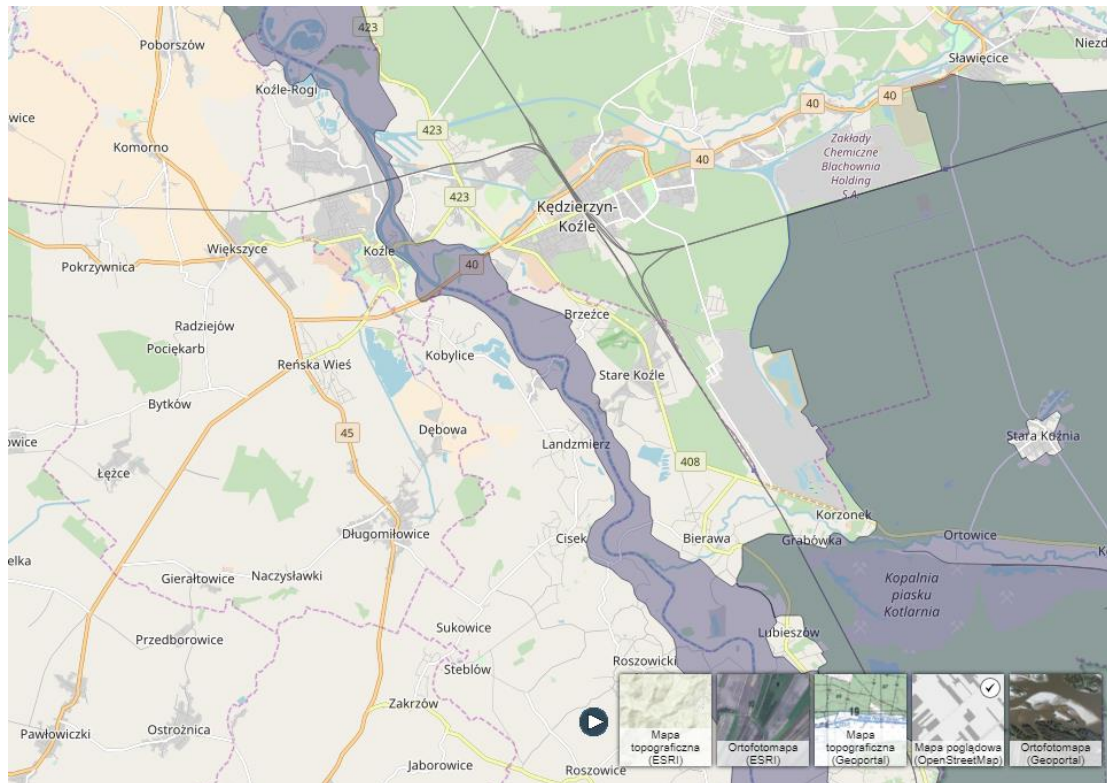 423
Poborszów
Sławięcice
Niezd
Koźle-Rogi
40
40
wice
423
Zakłady
Chemiczne
Blachownia
Holding
S.A.
Komorno
40
423
Kędzierzyn-
Koźle
Większyce
Koźle
Pokrzywnica
40
Radziejów
Brzeźce
Pociękarb
Kobylice
Reńska Wieś
Stare Koźle
Bytków
45
Dębowa
Stara Kuźnia
owice
Landzmierz
408
Łężce
Korzonek
Długomiłowice
Cisek
Bierawa
Grabówka
Ortowice
elka
Gierałtowice
Naczysławki
Kopalnia
piasku
Kotlarnia
Sukowice
Przedborowice
Lubieszów
Steblów
Roszowicki
Zakrzów
19
Pawłowiczki
Ostrożnica
Mapa
topograficzna
(ESRI)
Ortofotomapa
(ESRI)
Mapa
topograficzna
(Geoportal)
Mapa poglądowa
(OpenStreetMap)
Ortofotomapa
(Geoportal)
Jaborowice
Roszowice